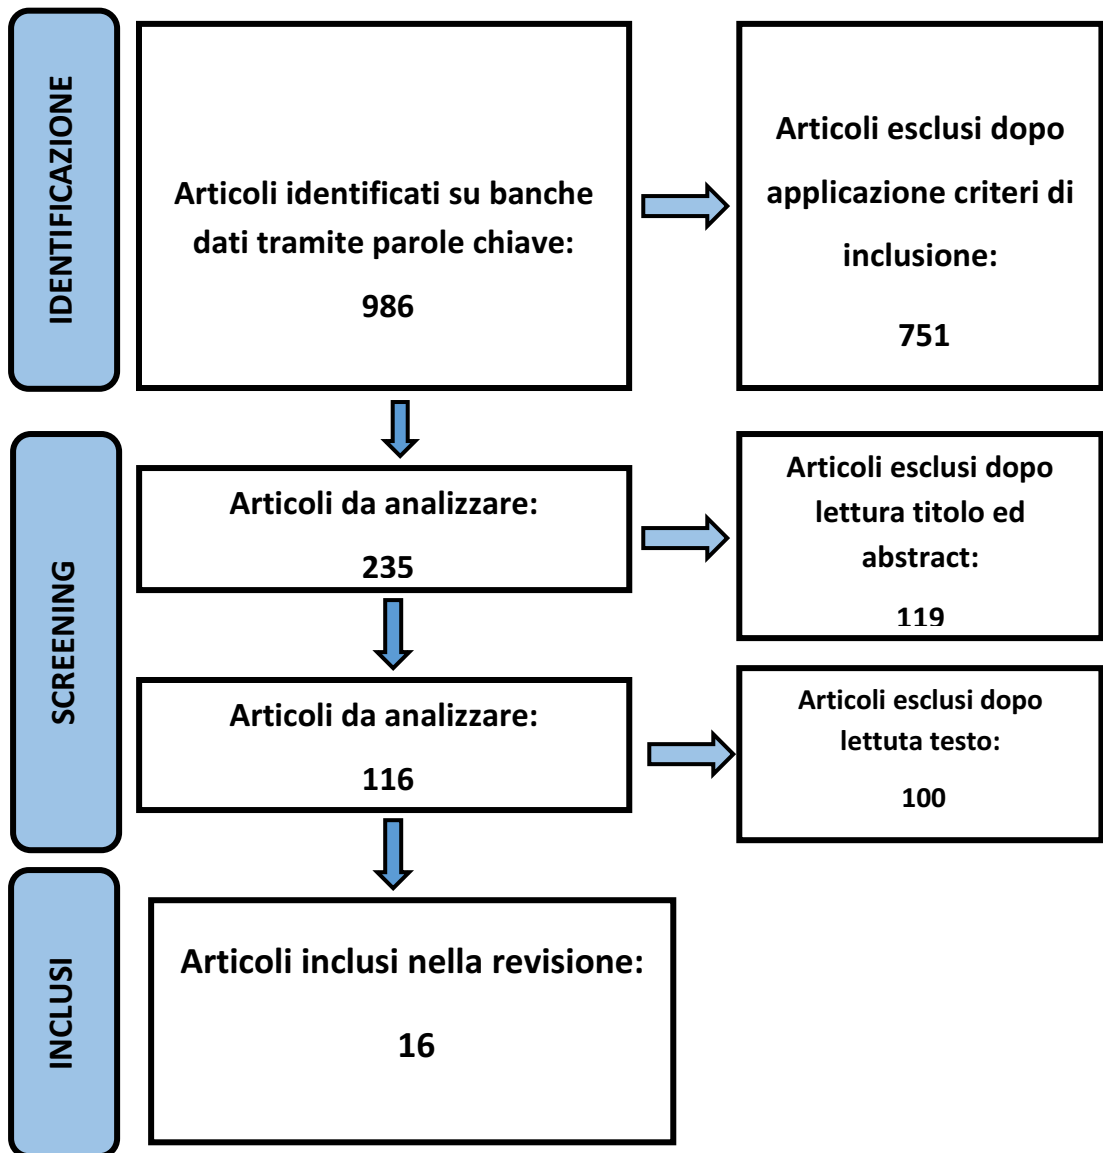 IDENTIFICAZIONE
Articoli identificati su banche
dati tramite parole chiave:
986
Articoli esclusi dopo
applicazione criteri di
inclusione:
751
SCREENING
Articoli da analizzare:
235
Articoli esclusi dopo
lettura titolo ed
abstract:
119
Articoli da analizzare:
116
Articoli esclusi dopo
lettuta testo:
100
INCLUSI
Articoli inclusi nella revisione:
16